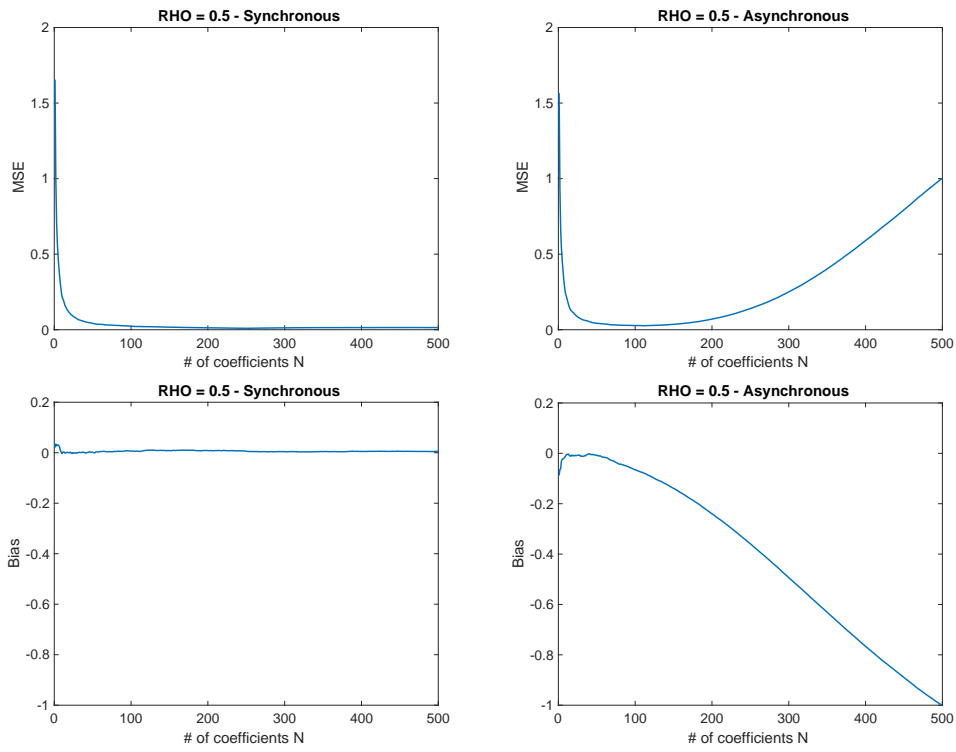 RHO = 0.5 - Synchronous
2
1.5
1
0.5
0
MSE
0 100 200 300 400 500
# of coefficients N
RHO = 0.5 - Asynchronous
2
1.5
1
0.5
0
MSE
0 100 200 300 400 500
# of coefficients N
RHO = 0.5 - Synchronous
0.2
0
-0.2
-0.4
-0.6
-0.8
-1
Bias
0 100 200 300 400 500
# of coefficients N
RHO = 0.5 - Asynchronous
0.2
0
-0.2
-0.4
-0.6
-0.8
-1
Bias
0 100 200 300 400 500
# of coefficients N